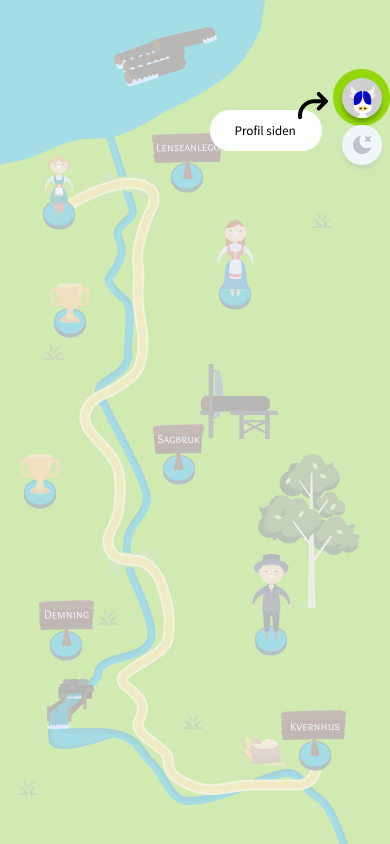 Profil siden
LENSEANLEGG
SAGBRUK
DEMNING
KVERNHUS